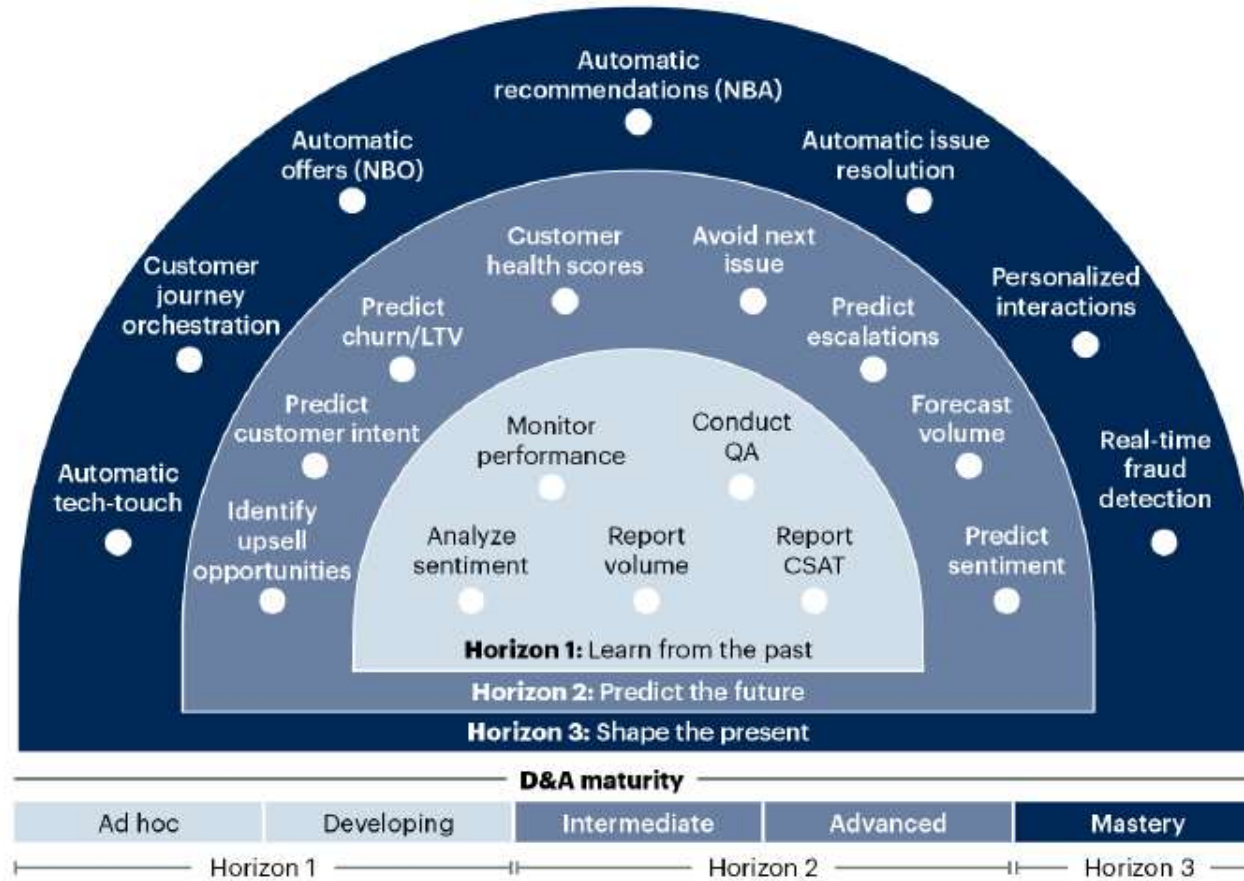 Automatic
recommendations (NBA)
Automatic
offers (NBO)
Automatic issue
resolution
Customer
journey
orchestration
Personalized
interactions
Automatic
tech-touch
Real-time
fraud
detection
Customer
health scores
Avoid next
issue
Predict
churn/LTV
Predict
escalations
Predict
customer intent
Forecast
volume
Identify
upsell
opportunities
Predict
sentiment
Monitor
performance
Conduct
QA
Analyze
sentiment
Report
volume
Report
CSAT
Horizon 1: Learn from the past
Horizon 2: Predict the future
Horizon 3: Shape the present
D&A maturity
Ad hoc
Developing
Intermediate
Advanced
Mastery
Horizon 1
Horizon 2
Horizon 3